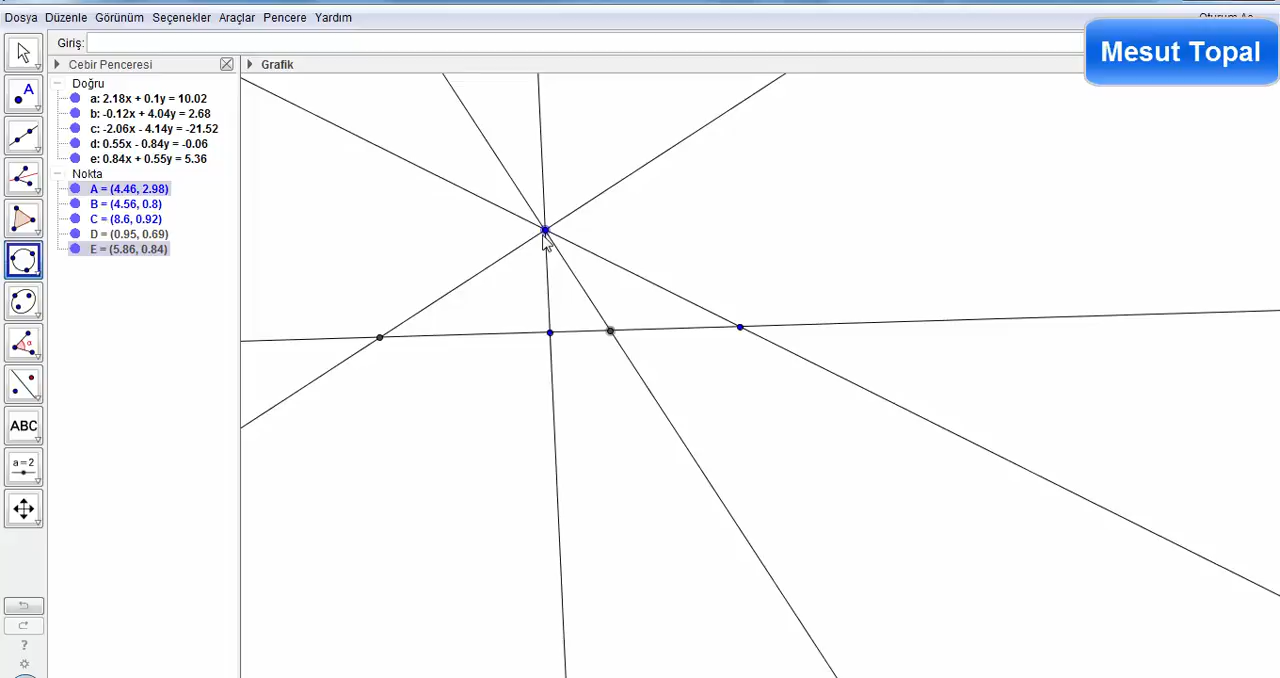 Dosya Düzenle Görünüm Seçenekler Araçlar Pencere Yardım
Oturum Aç
Mesut Topal
Giriş:
Cebir Penceresi
Grafik
Doğru
a: 2.18x + 0.1y = 10.02
b: -0.12x + 4.04y = 2.68
c: -2.06x - 4.14y = -21.52
d: 0.55x - 0.84y = -0.06
e: 0.84x + 0.55y = 5.36
Nokta
A = (4.46, 2.98)
B = (4.56, 0.8)
C = (8.6, 0.92)
D = (0.95, 0.69)
E = (5.86, 0.84)
A
α
ABC
a=2
?